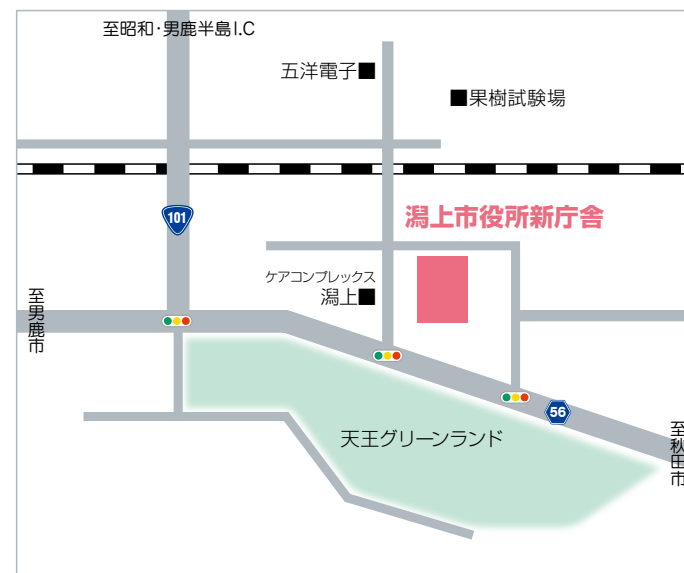 至昭和・男鹿半島I.C
五洋電子■
■果樹試験場
101
潟上市役所新庁舎
ケアコンプレックス
潟上■
至男鹿市
56
天王グリーンランド
至秋田市